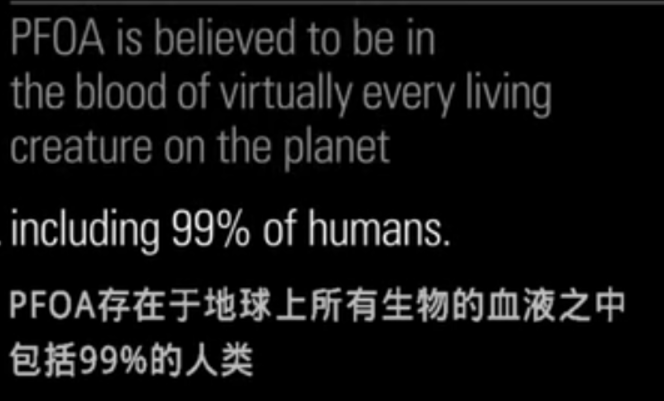 PFOA is believed to be in
the blood of virtually every living
creature on the planet
including 99% of humans.
PFOA存在于地球上所有生物的血液之中
包括99%的人类